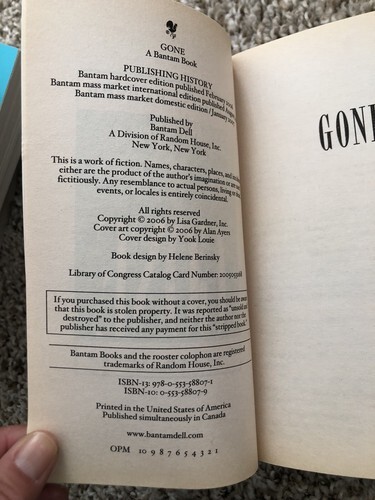 GONE
A Bantam Book
PUBLISHING HISTORY
Bantam hardcover edition published February
Bantam mass market international edition published
Bantam mass market domestic edition / January
Published by
Bantam Dell
A Division of Random House, Inc.
New York, New York
This is a work of fiction. Names, characters, places, and
either are the product of the author's imagination or are
fictitiously. Any resemblance to actual persons, living or
events, or locales is entirely coincidental.
All rights reserved
Copyright © 2006 by Lisa Gardner, Inc.
Cover art copyright © 2006 by Alan Ayers
Cover design by Yook Louie
Book design by Helene Berinsky
Library of Congress Catalog Card Number:
If you purchased this book without a cover, you should be
that this book is stolen property. It was reported as "unsold and
destroyed" to the publisher, and neither the author nor the
publisher has received any payment for this "stripped book."
Bantam Books and the rooster colophon are registered
trademarks of Random House, Inc.
ISBN-13: 978-0-553-58807-1
ISBN-10: 0-553-58807-9
Printed in the United States of America
Published simultaneously in Canada
www.bantamdell.com
OPM 10 9 8 7 6 5 4 3 2 1
GONE